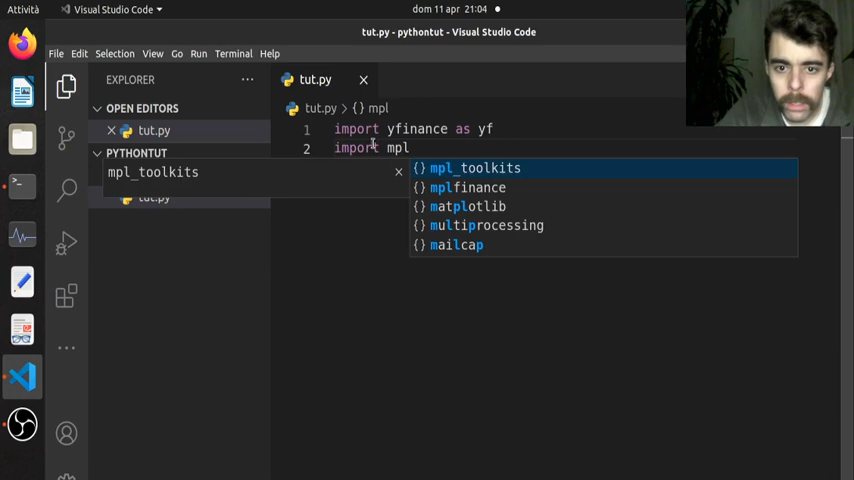 Attività
Visual Studio Code
dom 11 apr 21:04
tut.py - pythontut - Visual Studio Code
File Edit Selection View Go Terminal Help
EXPLORER ···
tut.py
OPEN EDITORS
tut.py > {} mpl
tut.py
1 import yfinance as yf
PYTHONTUT
2 import mpl
mpl_toolkits
{} mpl_toolkits
{} mplfinance
tut.py
{} matplotlib
{} multiprocessing
{} mailcap